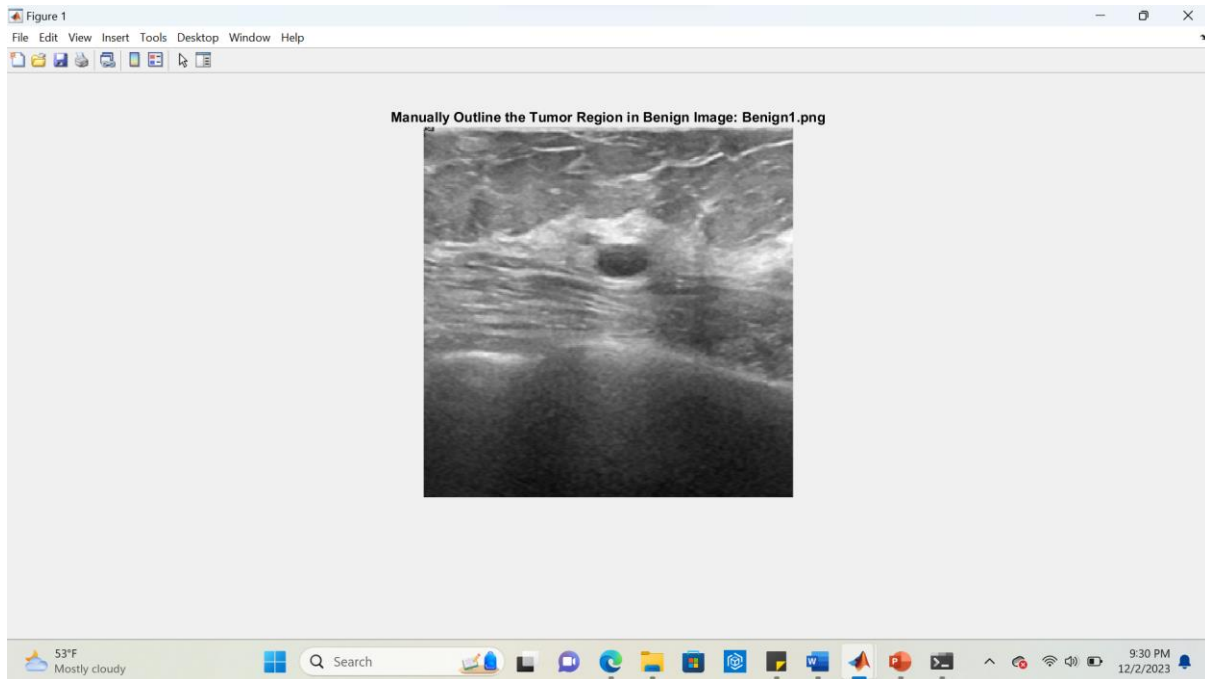 Figure 1
File Edit View Insert Tools Desktop Window Help
Manually Outline the Tumor Region in Benign Image: Benign1.png
53°F
Mostly cloudy
Search
9:30 PM
12/2/2023